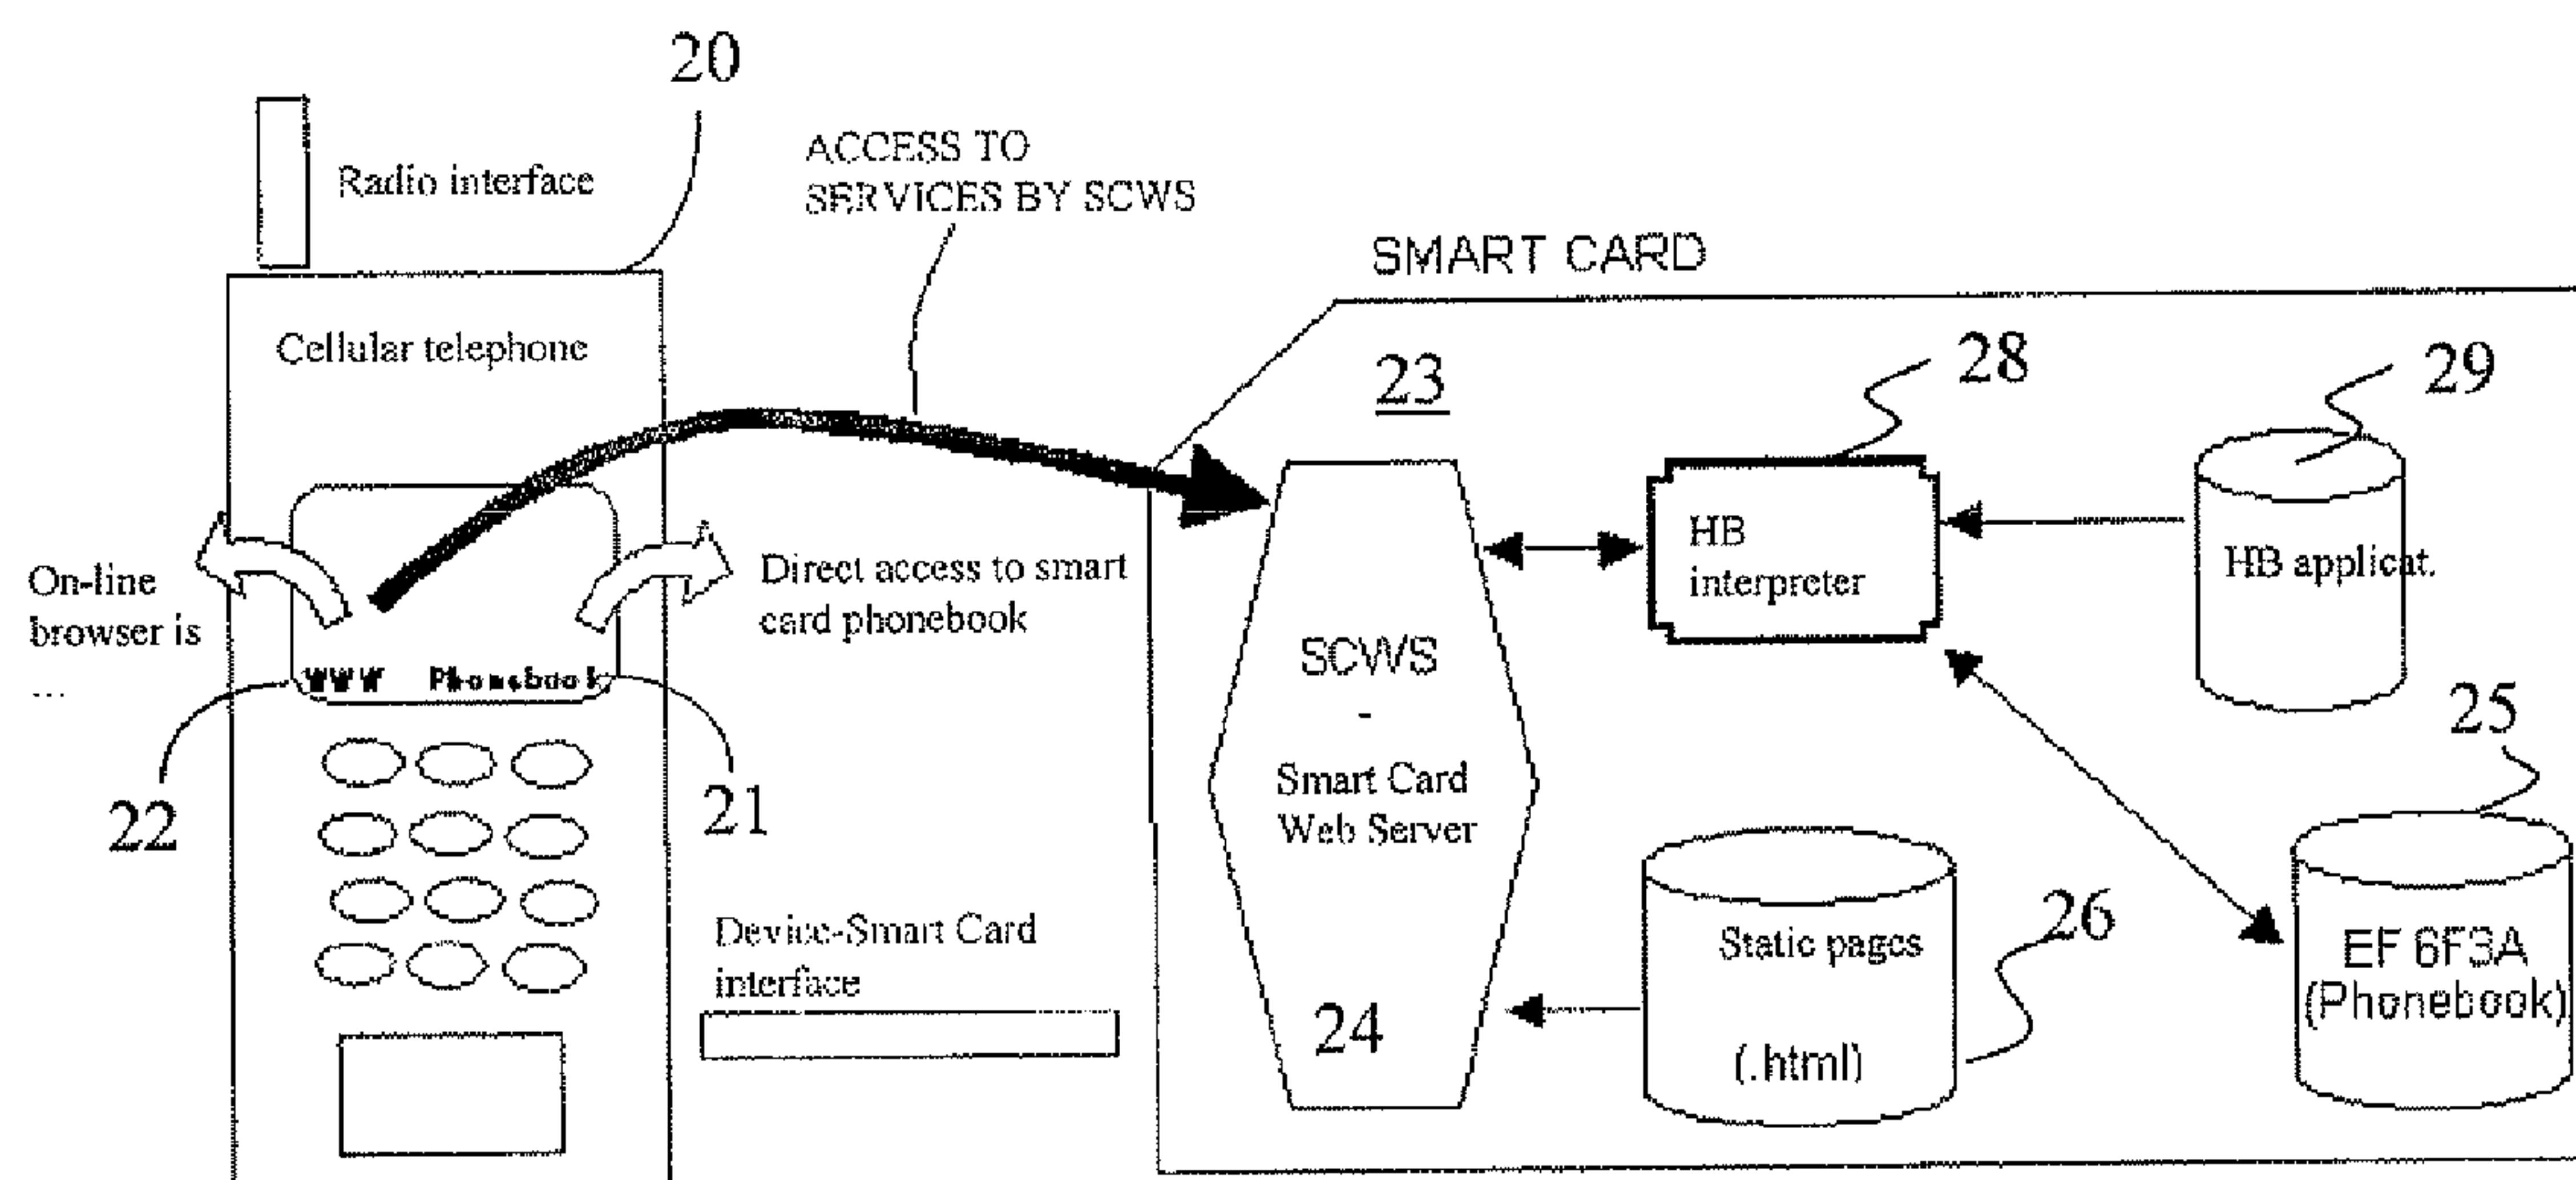 20
Radio interface
ACCESS TO
SERVICES BY SCWS
SMART CARD
Cellular telephone
23
28
29
HB
interpreter
HB applicat.
On-line
browser is
...
Direct access to smart
card phonebook
WWW Phonebook
22
21
SCWS
-
Smart Card
Web Server
24
25
26
Static pages
(.html)
EF 6F3A
(Phonebook)
Device-Smart Card
interface